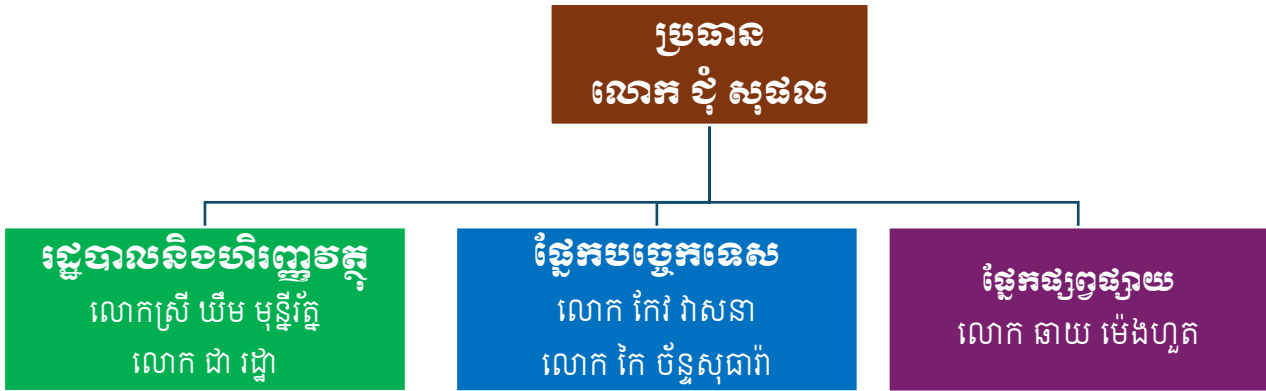 ប្រធាន
លោក ជុំ សុផល
រដ្ឋបាលនិងហិរញ្ញវត្ថុ
លោកស្រី ឃឹម មុន្នីរ័ត្ន
លោក ជា រដ្ឋា
ផ្នែកបច្ចេកទេស
លោក កែវ វាសនា
លោក កៃ ច័ន្ទសុធារ៉ា
ផ្នែកផ្សព្វផ្សាយ
លោក ឆាយ ម៉េងហួត